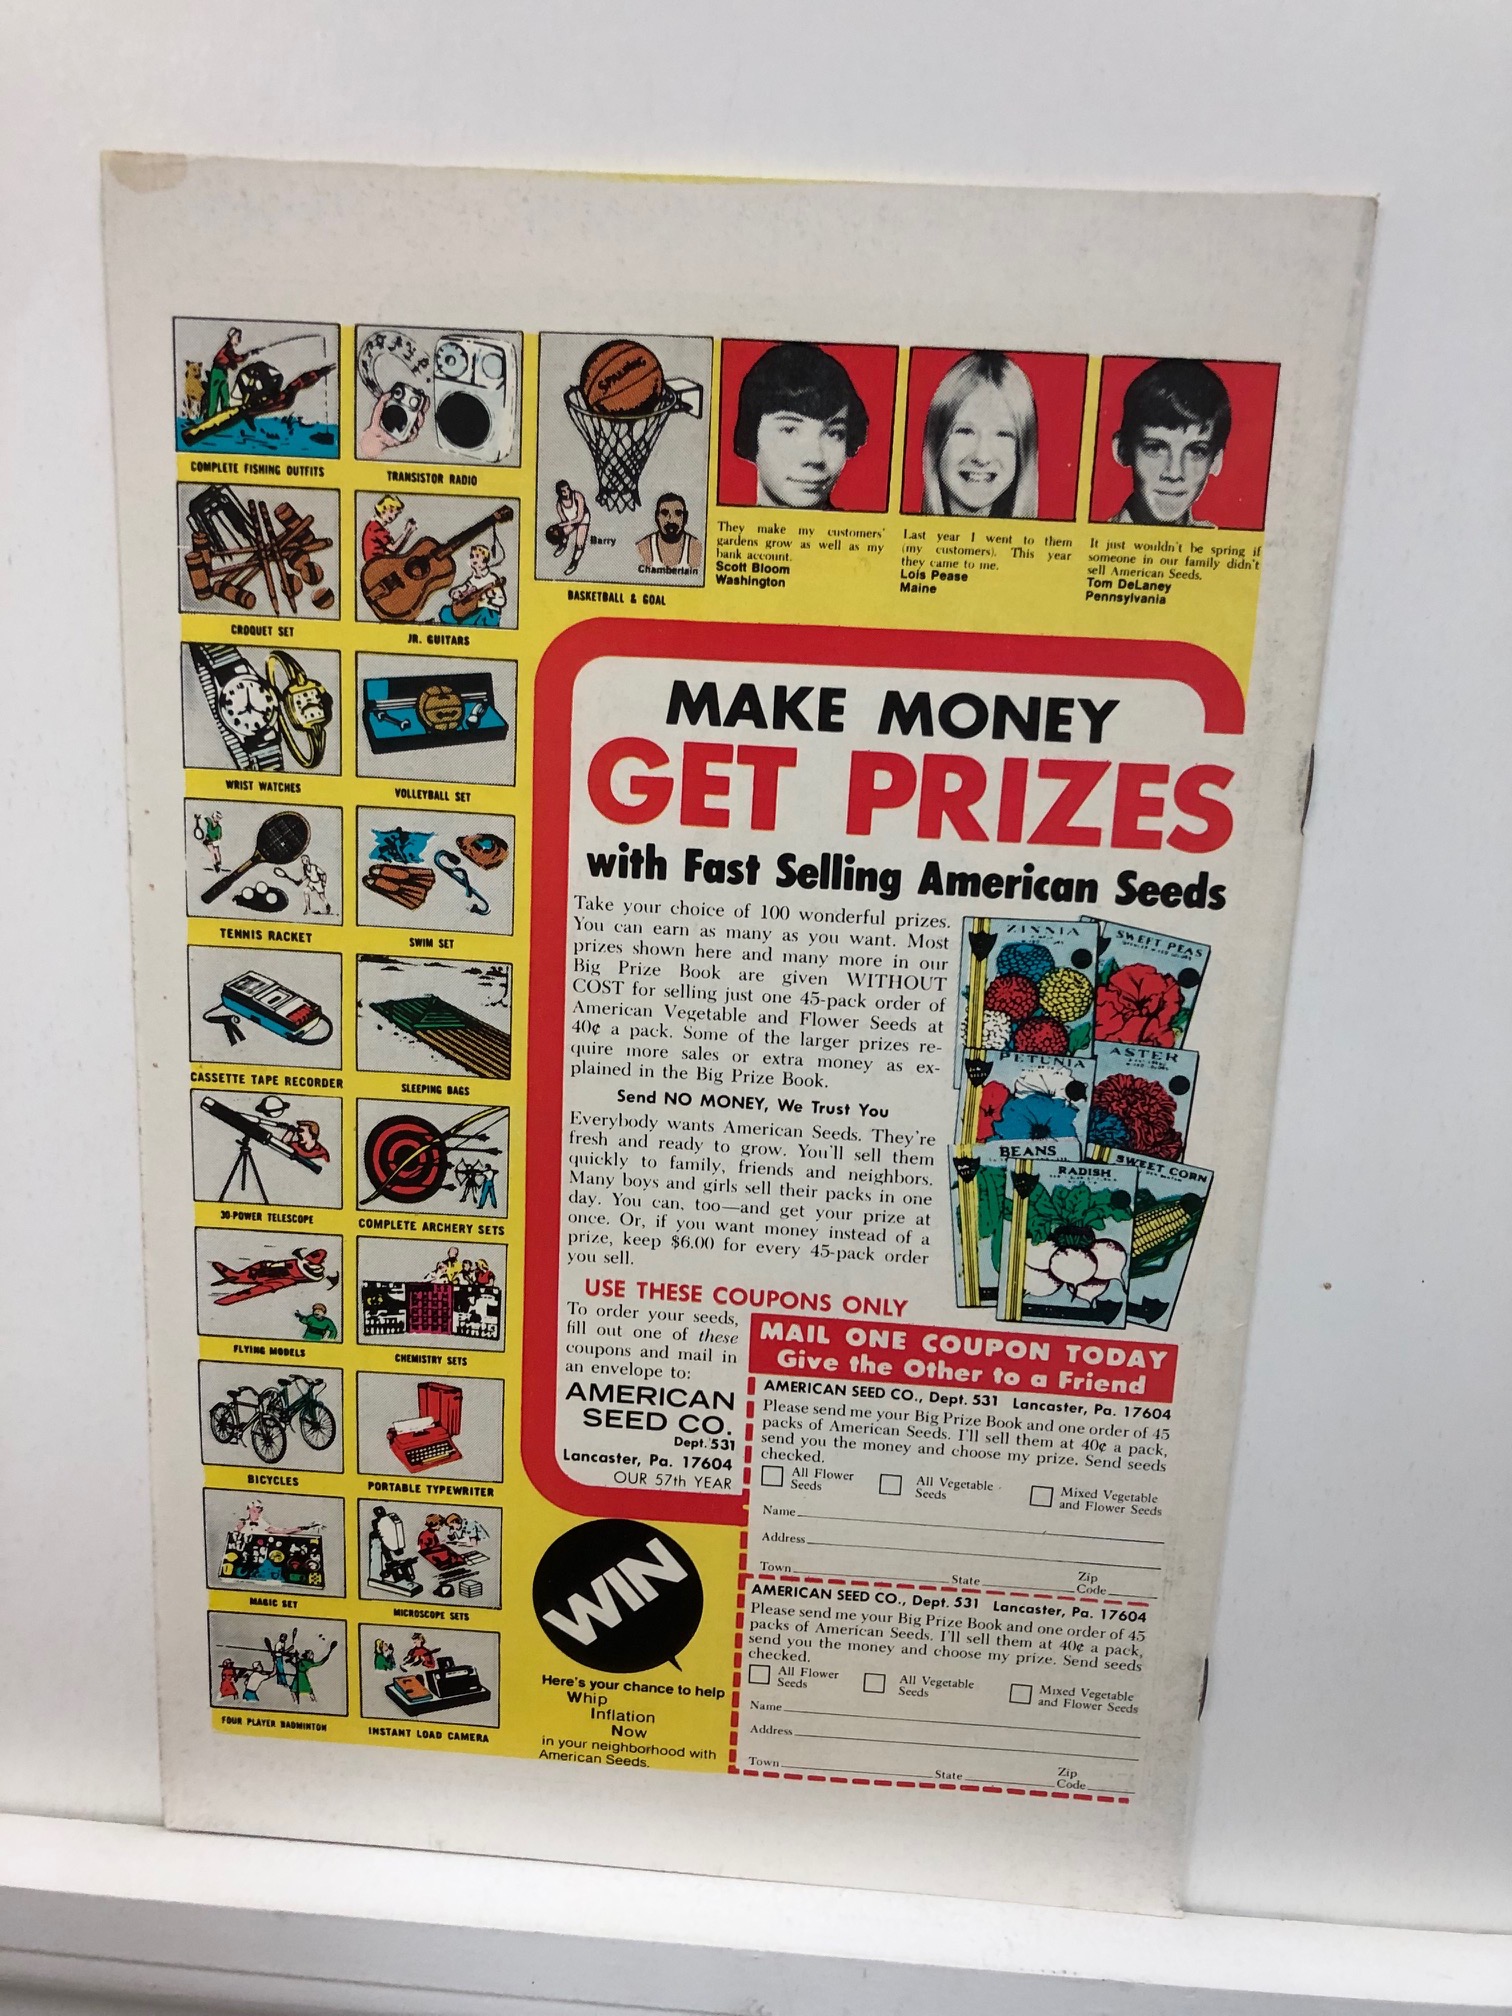 COMPLETE FISHING OUTFITS
TRANSISTOR RADIO
SPALDING
Barry
Chamberlain
BASKETBALL & GOAL
They make my customers'
gardens grow as well as my
bank account.
Scott Bloom
Washington
Last year I went to them
(my customers). This year
they came to me.
Lois Pease
Maine
It just wouldn't be spring if
someone in our family didn't
sell American Seeds.
Tom DeLaney
Pennsylvania
CROQUET SET
JR. GUITARS
WRIST WATCHES
VOLLEYBALL SET
TENNIS RACKET
SWIM SET
CASSETTE TAPE RECORDER
SLEEPING BAGS
30-POWER TELESCOPE
COMPLETE ARCHERY SETS
FLYING MODELS
CHEMISTRY SETS
BICYCLES
PORTABLE TYPEWRITER
MAGIC SET
MICROSCOPE SETS
FOUR PLAYER BADMINTON
INSTANT LOAD CAMERA
MAKE MONEY
GET PRIZES
with Fast Selling American Seeds
Take your choice of 100 wonderful prizes.
You can earn as many as you want. Most
prizes shown here and many more in our
Big Prize Book are given WITHOUT
COST for selling just one 45-pack order of
American Vegetable and Flower Seeds at
40¢ a pack. Some of the larger prizes re-
quire more sales or extra money as ex-
plained in the Big Prize Book.
Send NO MONEY, We Trust You
Everybody wants American Seeds. They're
fresh and ready to grow. You'll sell them
quickly to family, friends and neighbors.
Many boys and girls sell their packs in one
day. You can, too—and get your prize at
once. Or, if you want money instead of a
prize, keep $6.00 for every 45-pack order
you sell.
ZINNIA
SWEET PEAS
PETUNIA
ASTER
BEANS
RADISH
SWEET CORN
USE THESE COUPONS ONLY
To order your seeds,
fill out one of these
coupons and mail in
an envelope to:
AMERICAN
SEED CO.
Dept. 531
Lancaster, Pa. 17604
OUR 57th YEAR
MAIL ONE COUPON TODAY
Give the Other to a Friend
AMERICAN SEED CO., Dept. 531 Lancaster, Pa. 17604
Please send me your Big Prize Book and one order of 45
packs of American Seeds. I'll sell them at 40¢ a pack,
send you the money and choose my prize. Send seeds
checked.
All Flower Seeds
All Vegetable Seeds
Mixed Vegetable and Flower Seeds
Name
Address
Town State Zip Code
AMERICAN SEED CO., Dept. 531 Lancaster, Pa. 17604
Please send me your Big Prize Book and one order of 45
packs of American Seeds. I'll sell them at 40¢ a pack,
send you the money and choose my prize. Send seeds
checked.
All Flower Seeds
All Vegetable Seeds
Mixed Vegetable and Flower Seeds
Name
Address
Town State Zip Code
WIN
Here's your chance to help
Whip
Inflation
Now
in your neighborhood with
American Seeds.